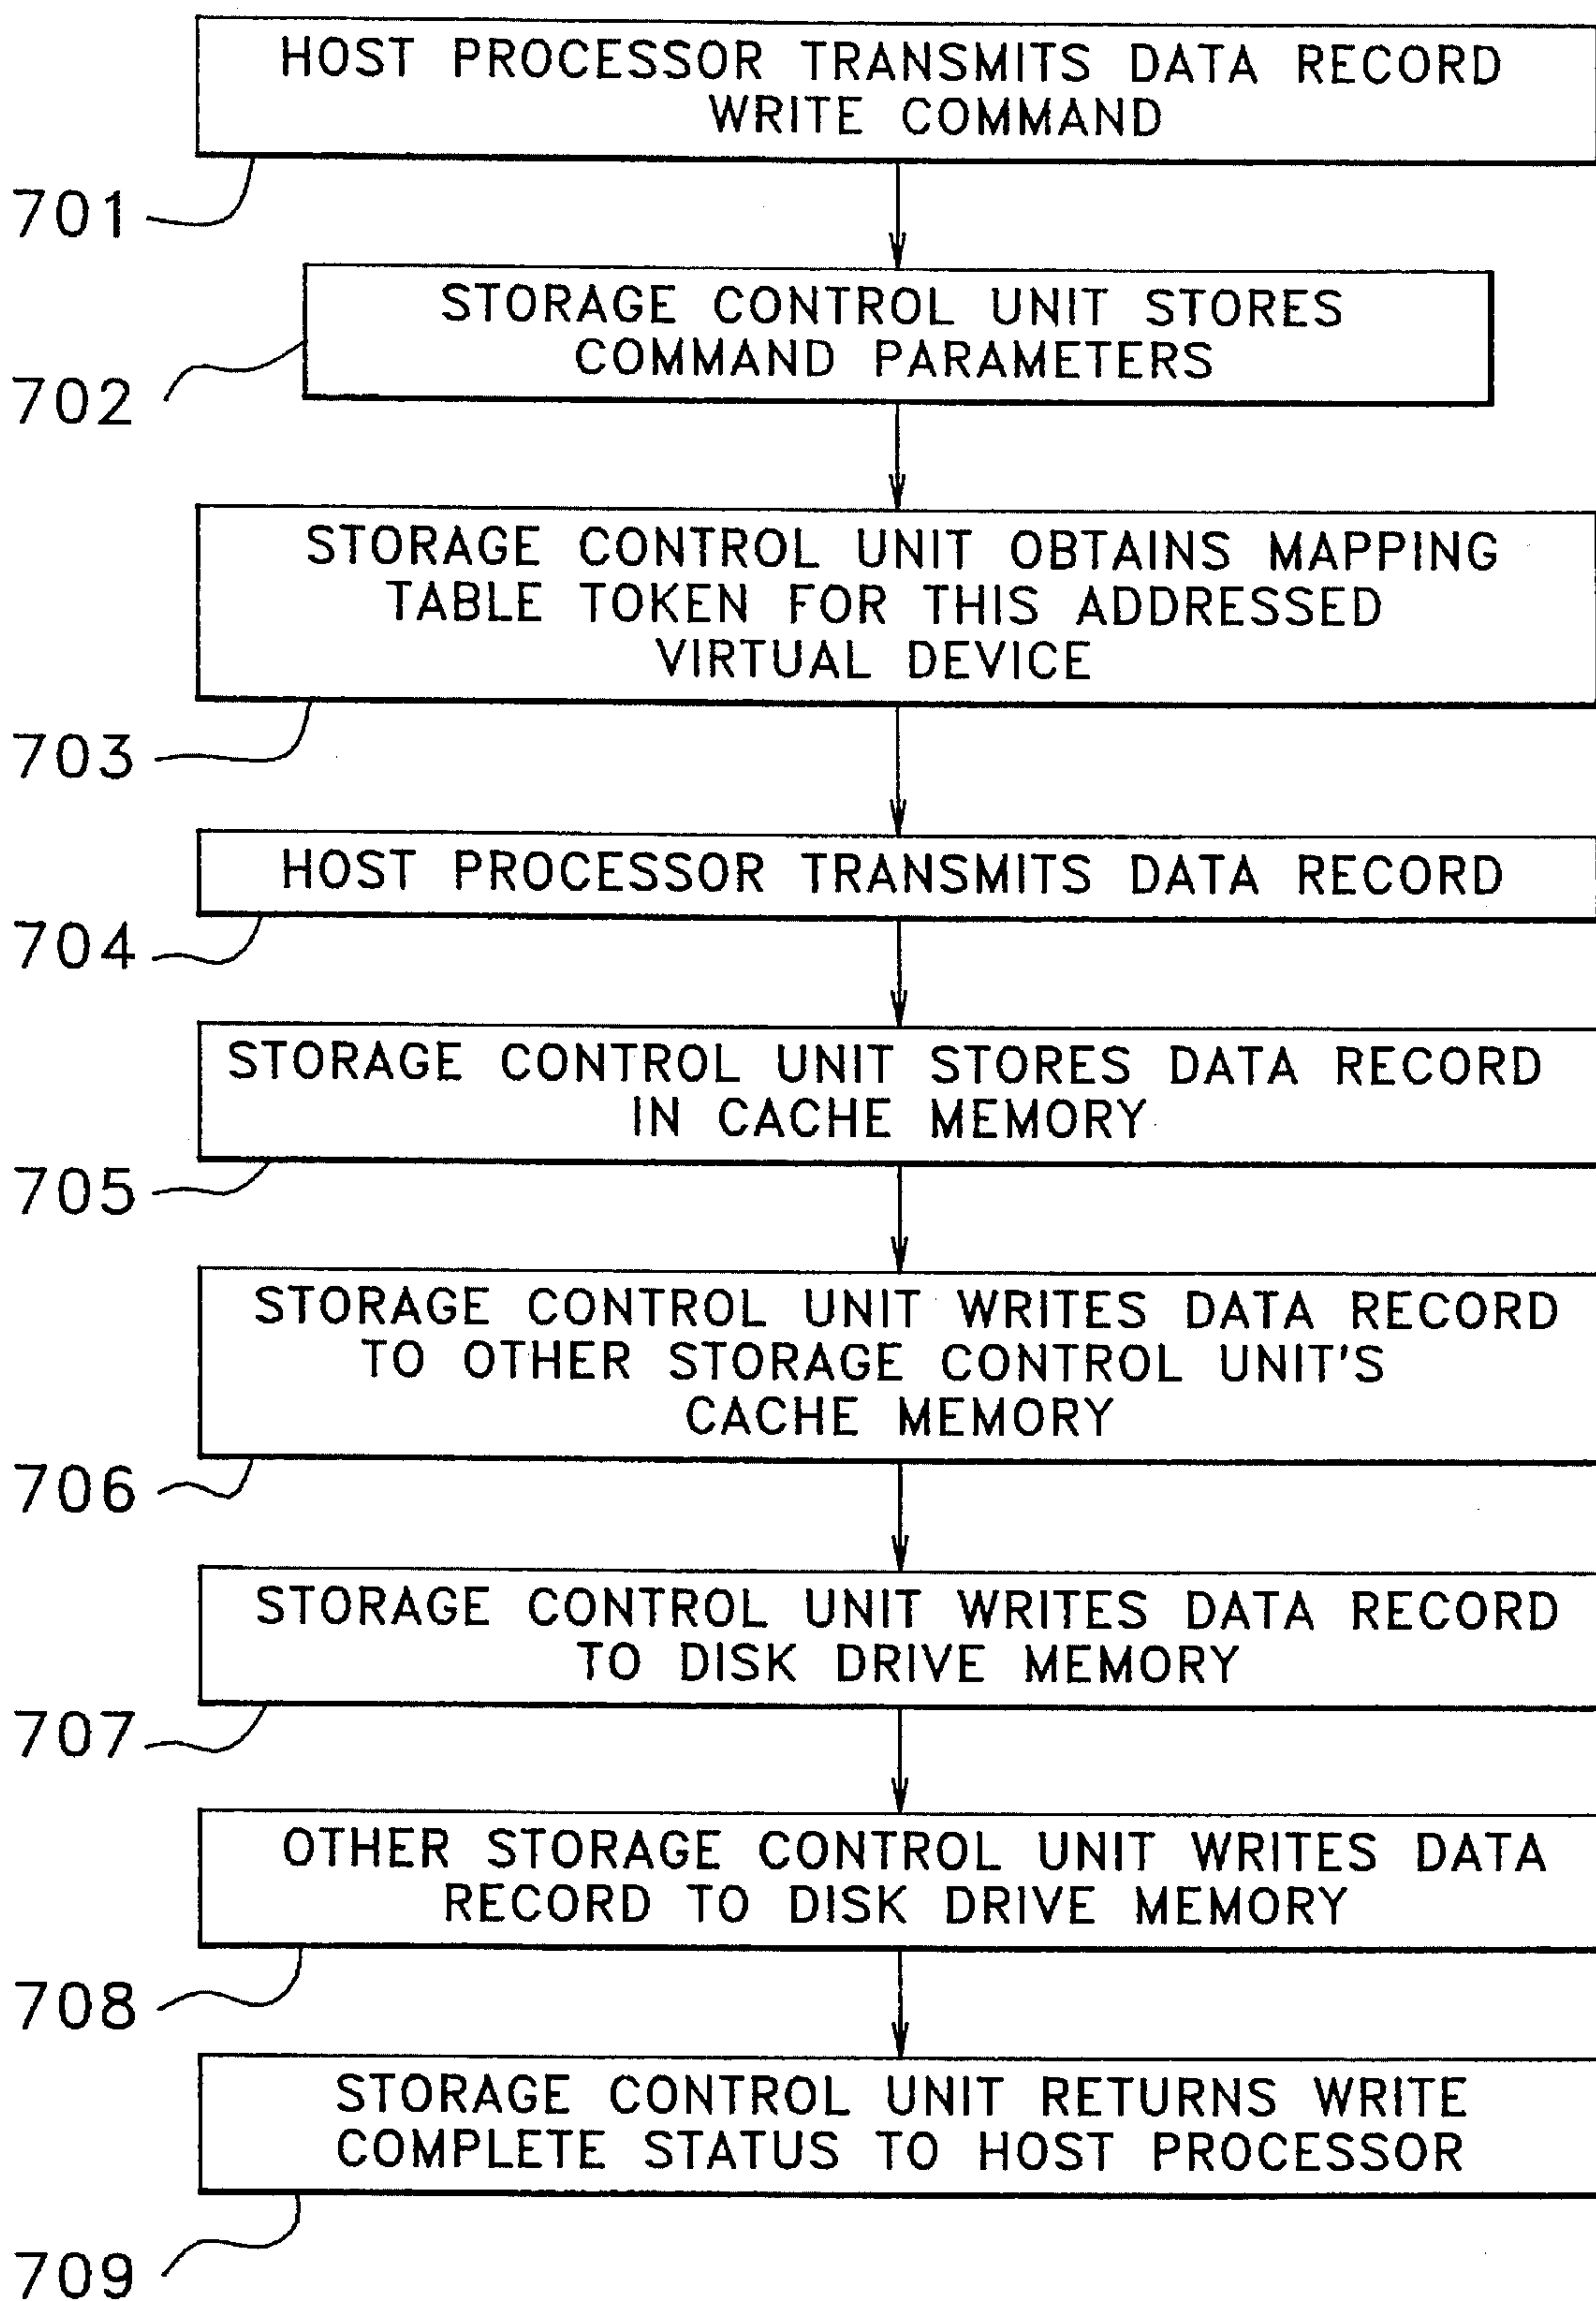 HOST PROCESSOR TRANSMITS DATA RECORD
WRITE COMMAND
701
STORAGE CONTROL UNIT STORES
COMMAND PARAMETERS
702
STORAGE CONTROL UNIT OBTAINS MAPPING
TABLE TOKEN FOR THIS ADDRESSED
VIRTUAL DEVICE
703
HOST PROCESSOR TRANSMITS DATA RECORD
704
STORAGE CONTROL UNIT STORES DATA RECORD
IN CACHE MEMORY
705
STORAGE CONTROL UNIT WRITES DATA RECORD
TO OTHER STORAGE CONTROL UNIT'S
CACHE MEMORY
706
STORAGE CONTROL UNIT WRITES DATA RECORD
TO DISK DRIVE MEMORY
707
OTHER STORAGE CONTROL UNIT WRITES DATA
RECORD TO DISK DRIVE MEMORY
708
STORAGE CONTROL UNIT RETURNS WRITE
COMPLETE STATUS TO HOST PROCESSOR
709